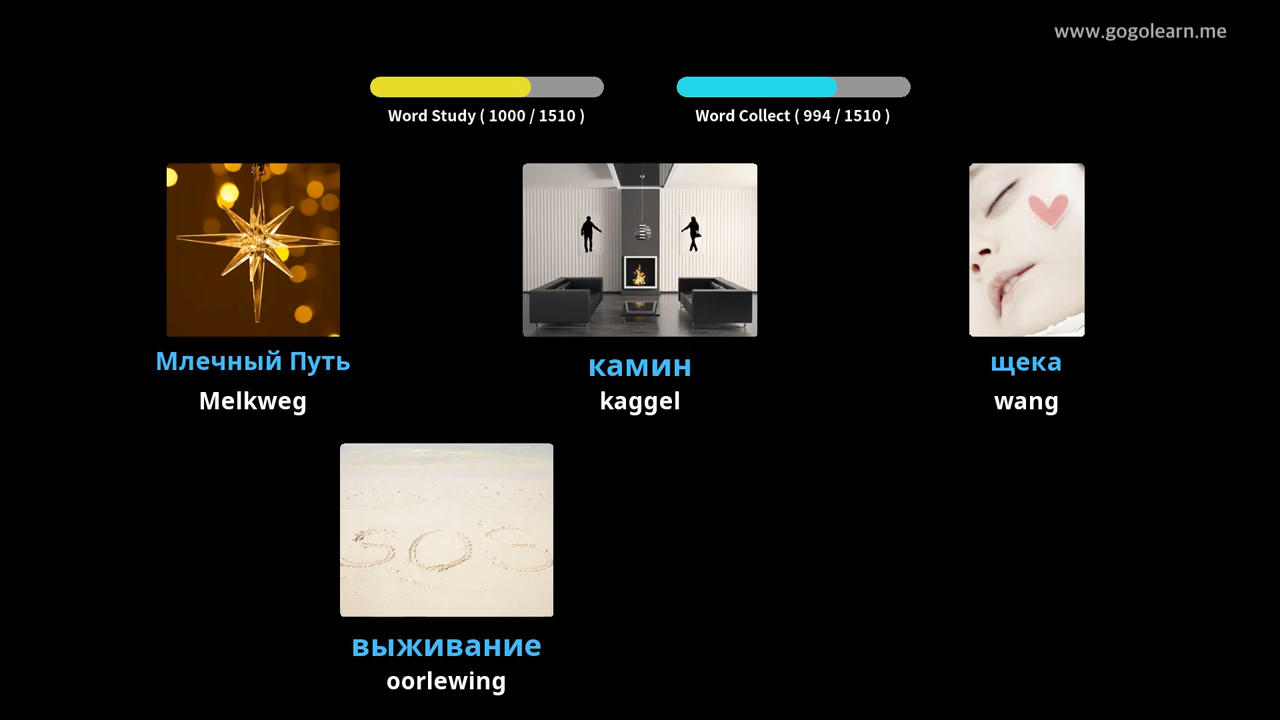 www.gogolearn.me
Word Study ( 1000 / 1510 )
Word Collect ( 994 / 1510 )
Млечный Путь
Melkweg
камин
kaggel
щека
wang
SOS
выживание
oorlewing